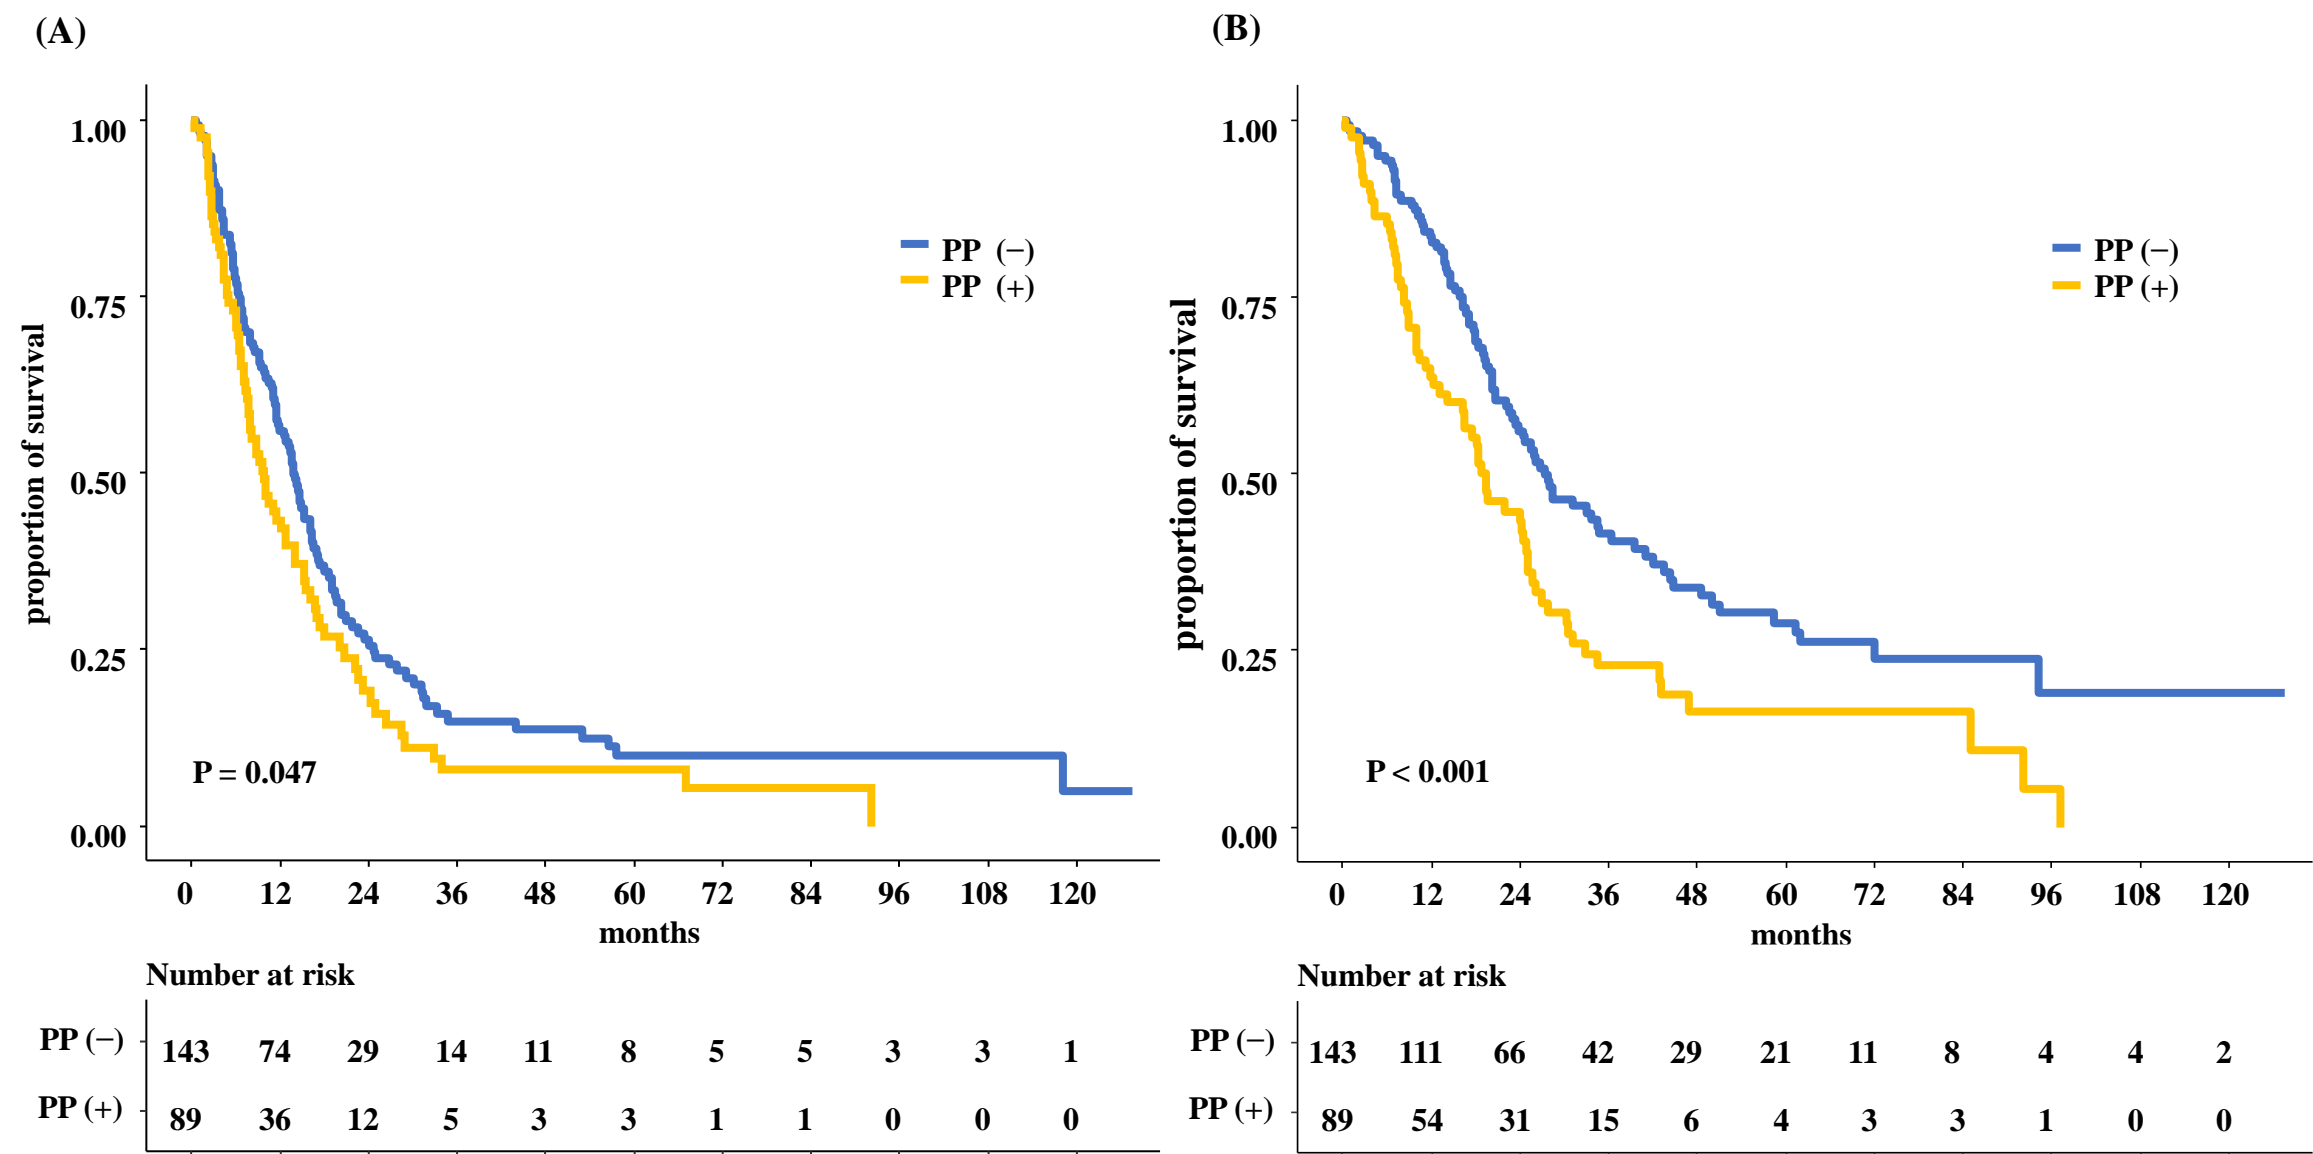 (A)
proportion of survival
1.00
0.75
0.50
0.25
0.00
PP (−)
PP (+)
P = 0.047
0 12 24 36 48 60 72 84 96 108 120
months
Number at risk
PP (−) 143 74 29 14 11 8 5 5 3 3 1
PP (+) 89 36 12 5 3 3 1 1 0 0 0
(B)
proportion of survival
1.00
0.75
0.50
0.25
0.00
PP (−)
PP (+)
P < 0.001
0 12 24 36 48 60 72 84 96 108 120
months
Number at risk
PP (−) 143 111 66 42 29 21 11 8 4 4 2
PP (+) 89 54 31 15 6 4 3 3 1 0 0